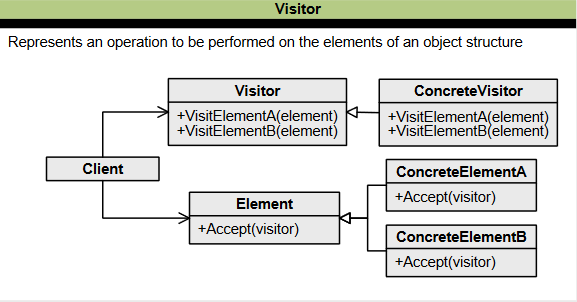 Visitor
Represents an operation to be performed on the elements of an object structure
Visitor
+VisitElementA(element)
+VisitElementB(element)
ConcreteVisitor
+VisitElementA(element)
+VisitElementB(element)
Client
Element
+Accept(visitor)
ConcreteElementA
+Accept(visitor)
ConcreteElementB
+Accept(visitor)